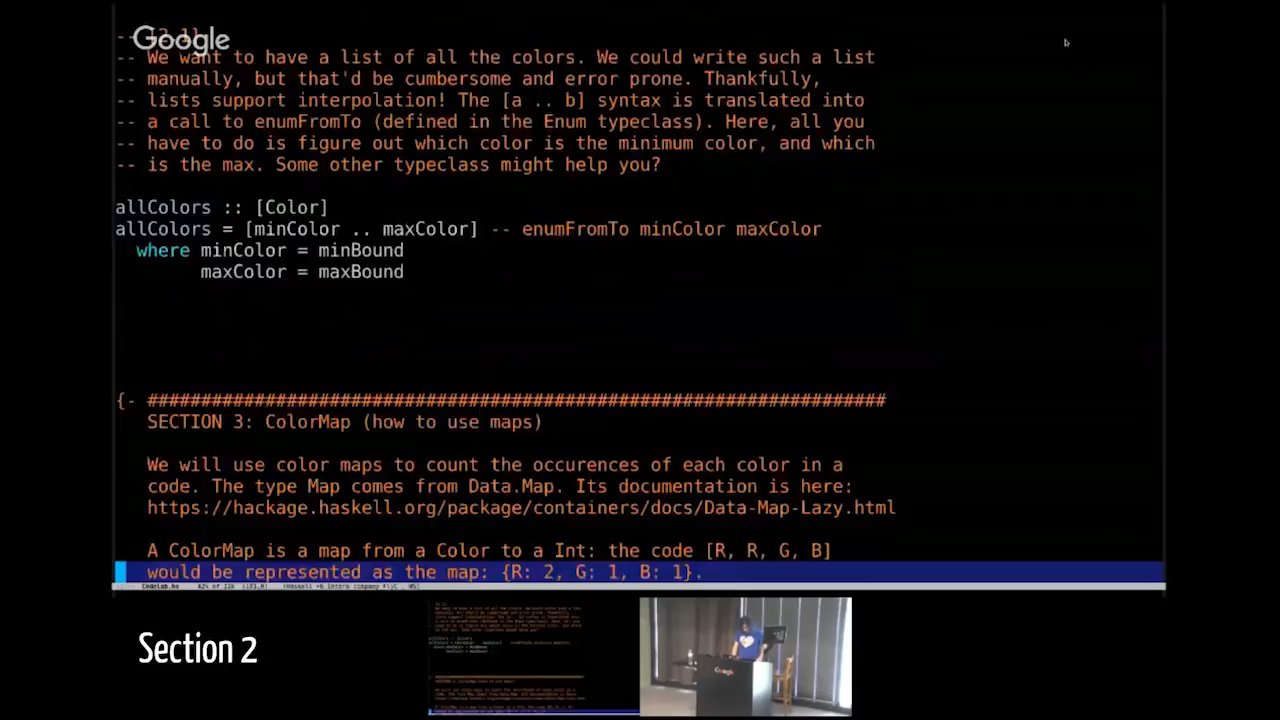 Google
-- We want to have a list of all the colors. We could write such a list
-- manually, but that'd be cumbersome and error prone. Thankfully,
-- lists support interpolation! The [a .. b] syntax is translated into
-- a call to enumFromTo (defined in the Enum typeclass). Here, all you
-- have to do is figure out which color is the minimum color, and which
-- is the max. Some other typeclass might help you?
allColors :: [Color]
allColors = [minColor .. maxColor] -- enumFromTo minColor maxColor
where minColor = minBound
maxColor = maxBound
{- #####################################################################
SECTION 3: ColorMap (how to use maps)
We will use color maps to count the occurences of each color in a
code. The type Map comes from Data.Map. Its documentation is here:
https://hackage.haskell.org/package/containers/docs/Data-Map-Lazy.html
A ColorMap is a map from a Color to a Int: the code [R, R, G, B]
would be represented as the map: {R: 2, G: 1, B: 1}.
CodeLab.hs
Section 2
Google